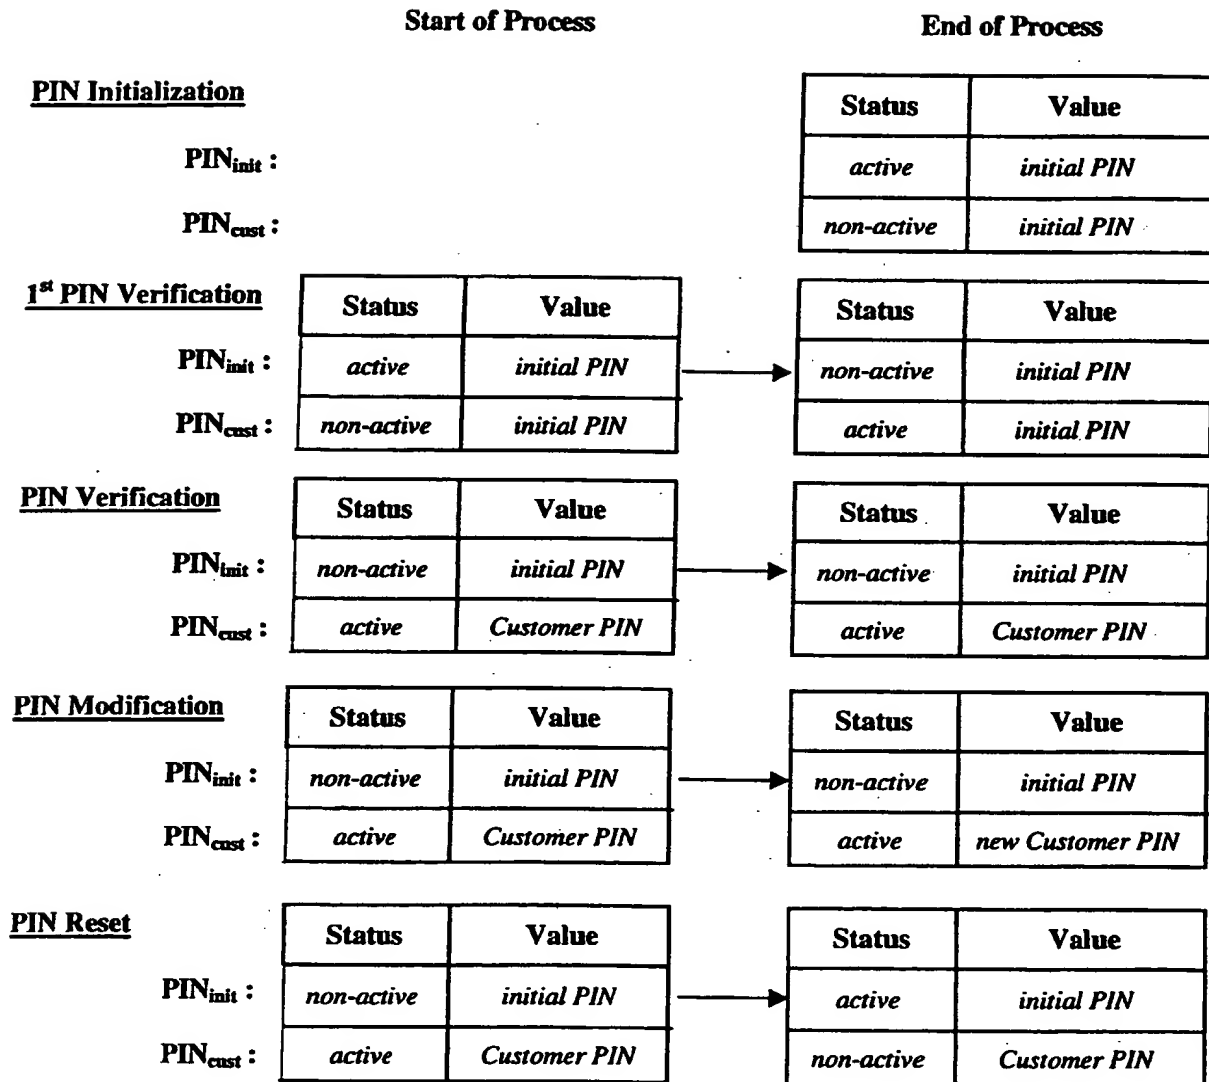 Start of Process End of Process
PIN Initialization
Status Value
PINinit : active initial PIN
PINcust : non-active initial PIN
1st PIN Verification
Status Value Status Value
PINinit : active initial PIN non-active initial PIN
PINcust : non-active initial PIN active initial PIN
PIN Verification
Status Value Status Value
PINinit : non-active initial PIN non-active initial PIN
PINcust : active Customer PIN active Customer PIN
PIN Modification
Status Value Status Value
PINinit : non-active initial PIN non-active initial PIN
PINcust : active Customer PIN active new Customer PIN
PIN Reset
Status Value Status Value
PINinit : non-active initial PIN active initial PIN
PINcust : active Customer PIN non-active Customer PIN